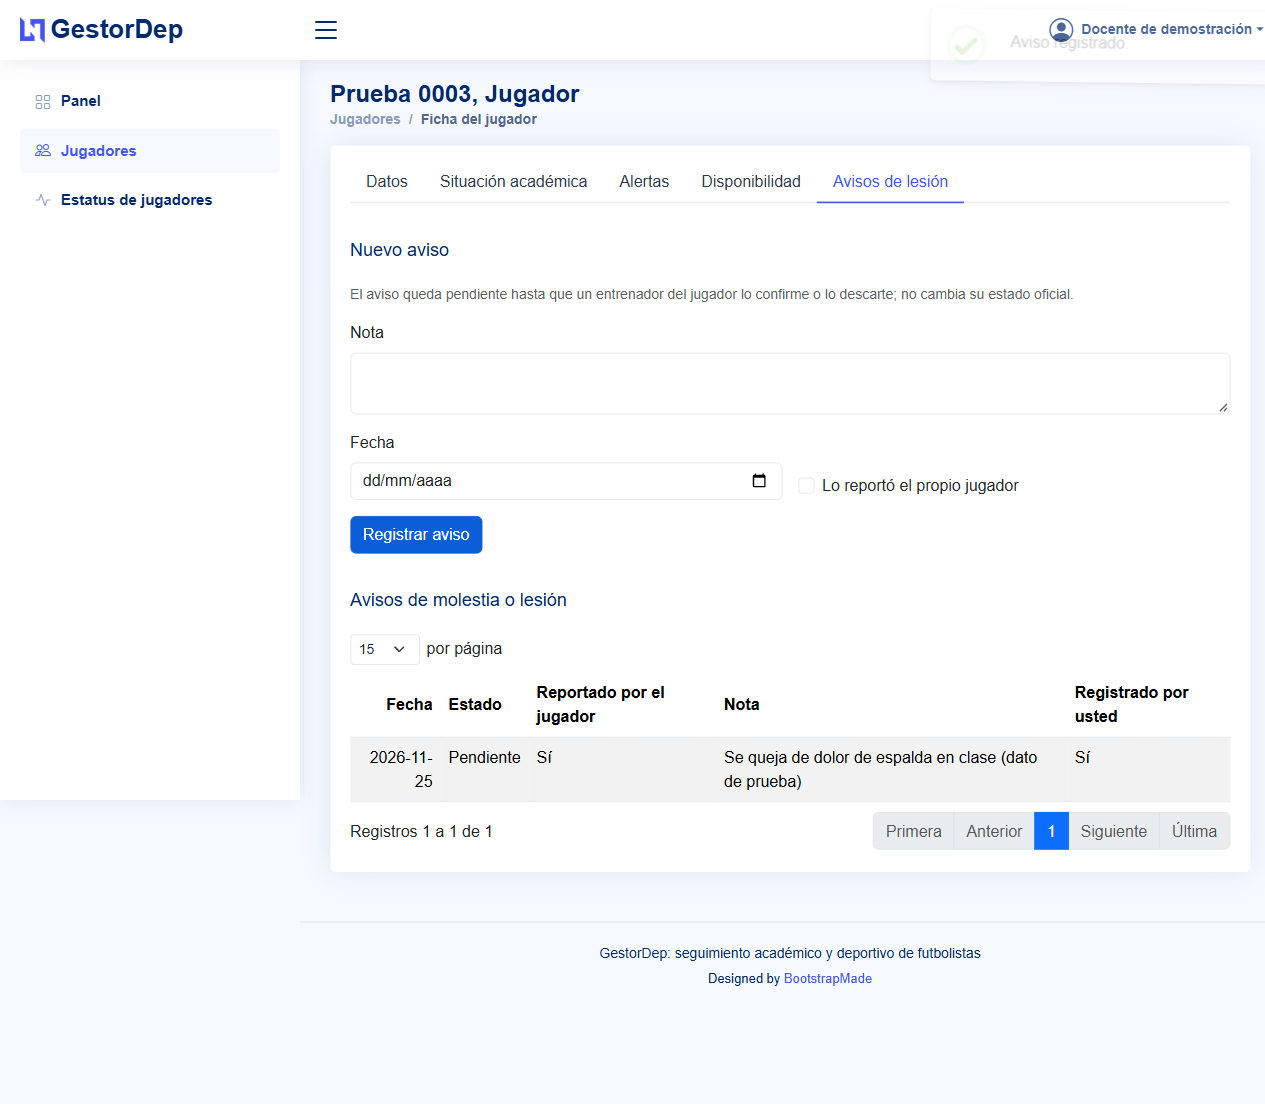 GestorDep
Aviso registrado.
Docente de demostración
Panel
Jugadores
Estatus de jugadores
Prueba 0003, Jugador
Jugadores / Ficha del jugador
Datos Situación académica Alertas Disponibilidad Avisos de lesión
Nuevo aviso
El aviso queda pendiente hasta que un entrenador del jugador lo confirme o lo descarte; no cambia su estado oficial.
Nota
Fecha
dd/mm/aaaa
Lo reportó el propio jugador
Registrar aviso
Avisos de molestia o lesión
15 por página
Fecha Estado Reportado por el jugador Nota Registrado por usted
2026-11-25 Pendiente Sí Se queja de dolor de espalda en clase (dato de prueba) Sí
Registros 1 a 1 de 1
Primera Anterior 1 Siguiente Última
GestorDep: seguimiento académico y deportivo de futbolistas
Designed by BootstrapMade